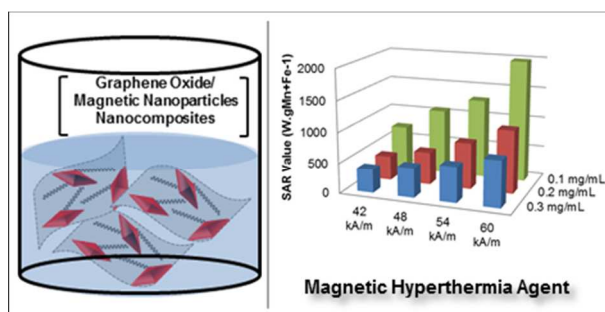 Graphene Oxide/
Magnetic Nanoparticles
Nanocomposites
SAR Value (W.gMn+Fe-1)
2000
1500
1000
500
0
42
kA/m
48
kA/m
54
kA/m
60
kA/m
0.1 mg/mL
0.2 mg/mL
0.3 mg/mL
Magnetic Hyperthermia Agent